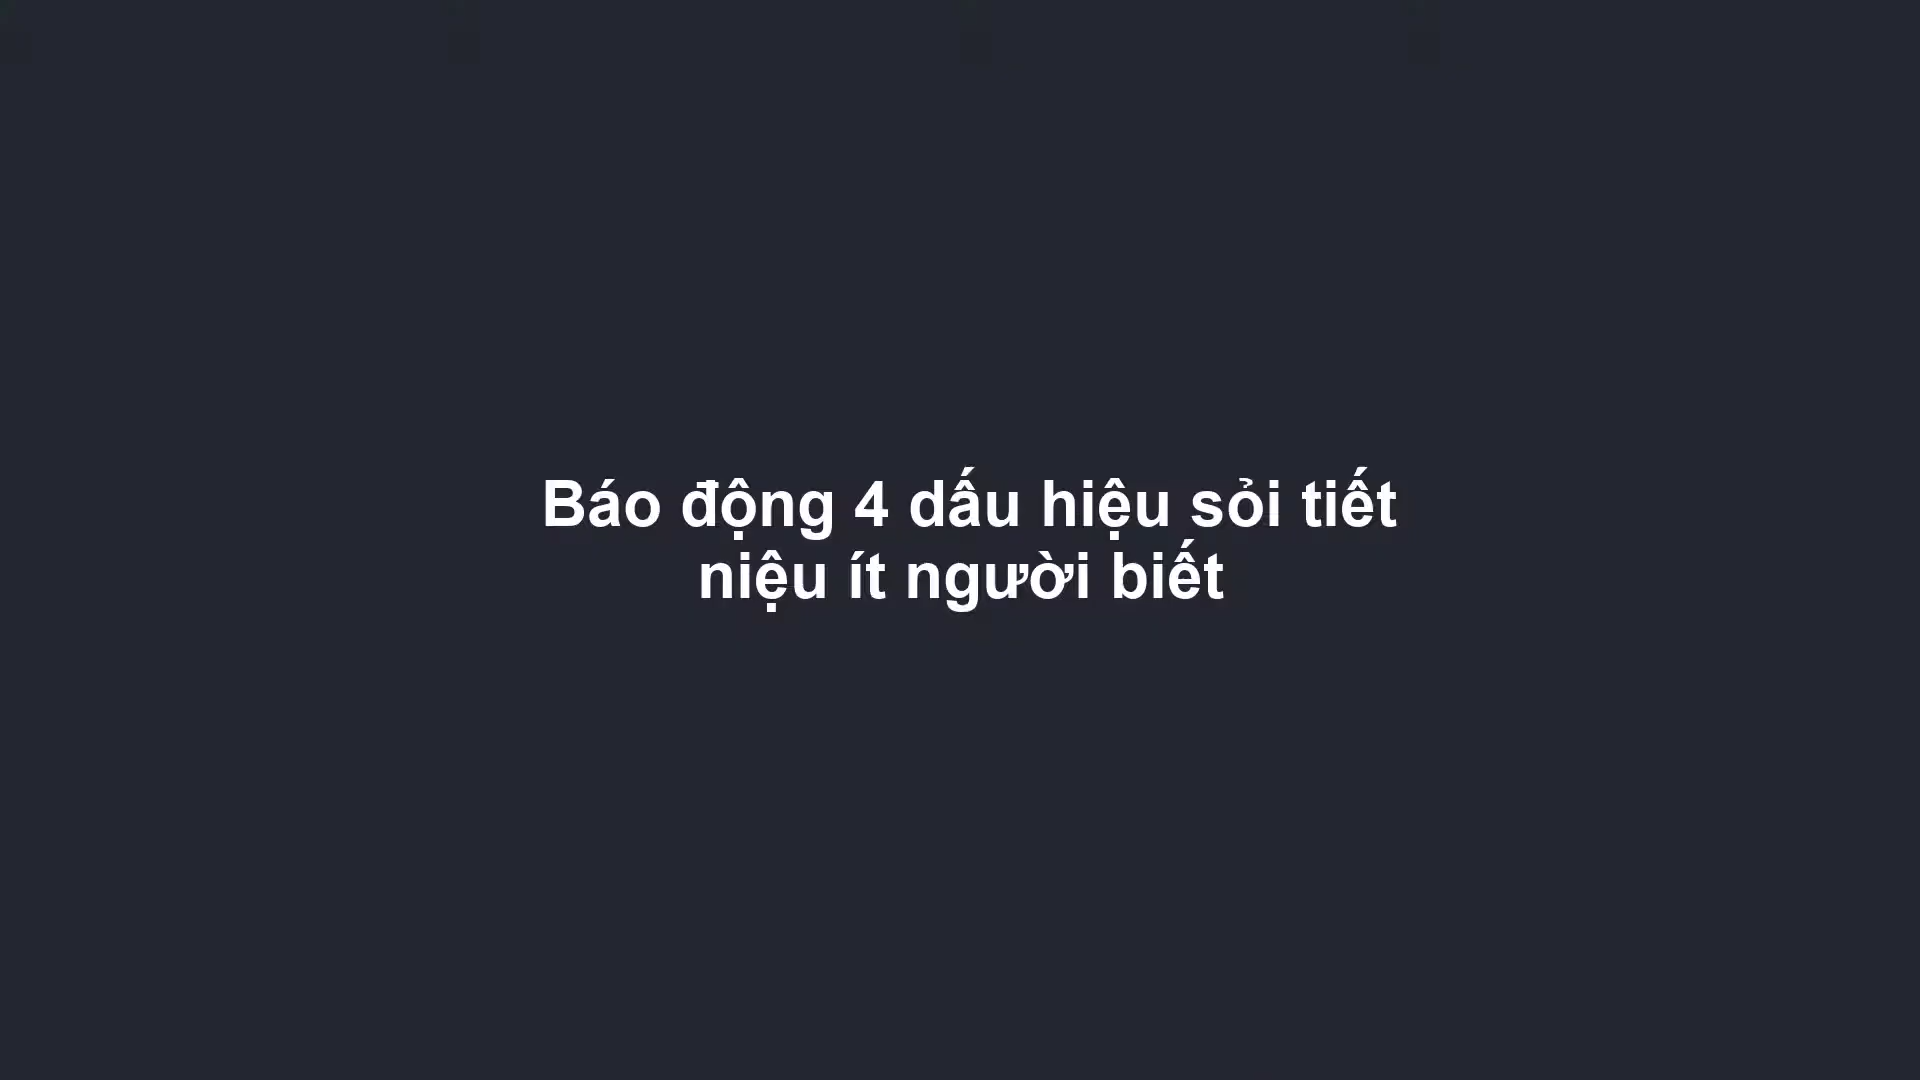 Báo động 4 dấu hiệu sỏi tiết
niệu ít người biết